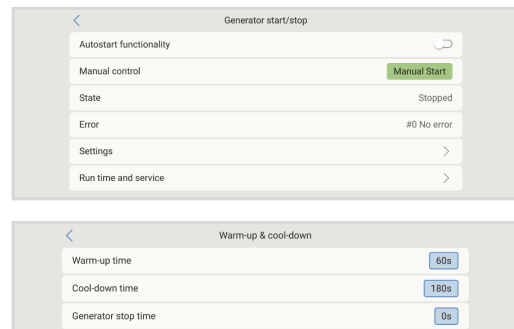 Generator start/stop
Autostart functionality
Manual control Manual Start
State Stopped
Error #0 No error
Settings
Run time and service
Warm-up & cool-down
Warm-up time 60s
Cool-down time 180s
Generator stop time 0s